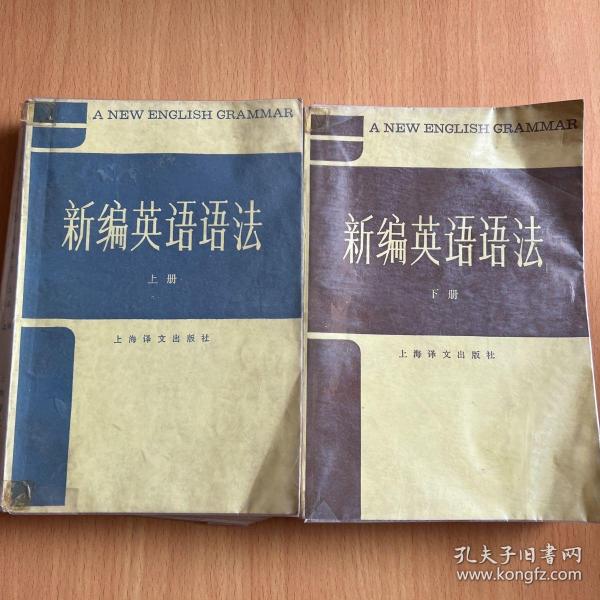 A NEW ENGLISH GRAMMAR
新编英语语法
上册
上海译文出版社
A NEW ENGLISH GRAMMAR
新编英语语法
下册
上海译文出版社
孔夫子旧书网
www.kongfz.com